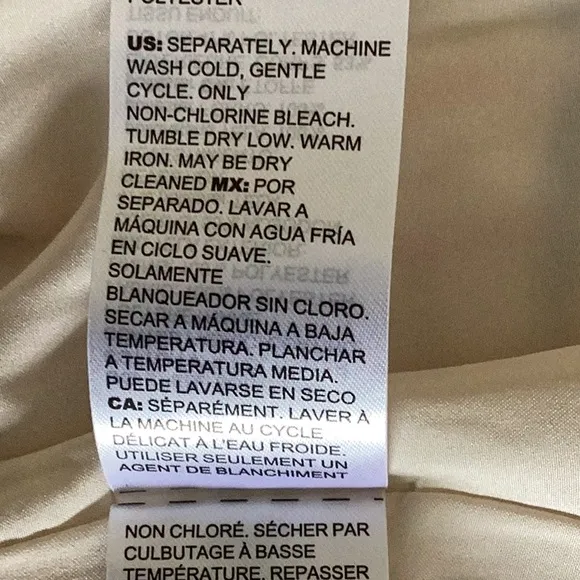 POLYESTER
US: SEPARATELY. MACHINE
WASH COLD, GENTLE
CYCLE. ONLY
NON-CHLORINE BLEACH.
TUMBLE DRY LOW. WARM
IRON. MAY BE DRY
CLEANED MX: POR
SEPARADO. LAVAR A
MÁQUINA CON AGUA FRÍA
EN CICLO SUAVE.
SOLAMENTE
BLANQUEADOR SIN CLORO.
SECAR A MÁQUINA A BAJA
TEMPERATURA. PLANCHAR
A TEMPERATURA MEDIA.
PUEDE LAVARSE EN SECO
CA: SÉPARÉMENT. LAVER À
LA MACHINE AU CYCLE
DÉLICAT À L'EAU FROIDE.
UTILISER SEULEMENT UN
AGENT DE BLANCHIMENT
NON CHLORÉ. SÉCHER PAR
CULBUTAGE À BASSE
TEMPÉRATURE. REPASSER